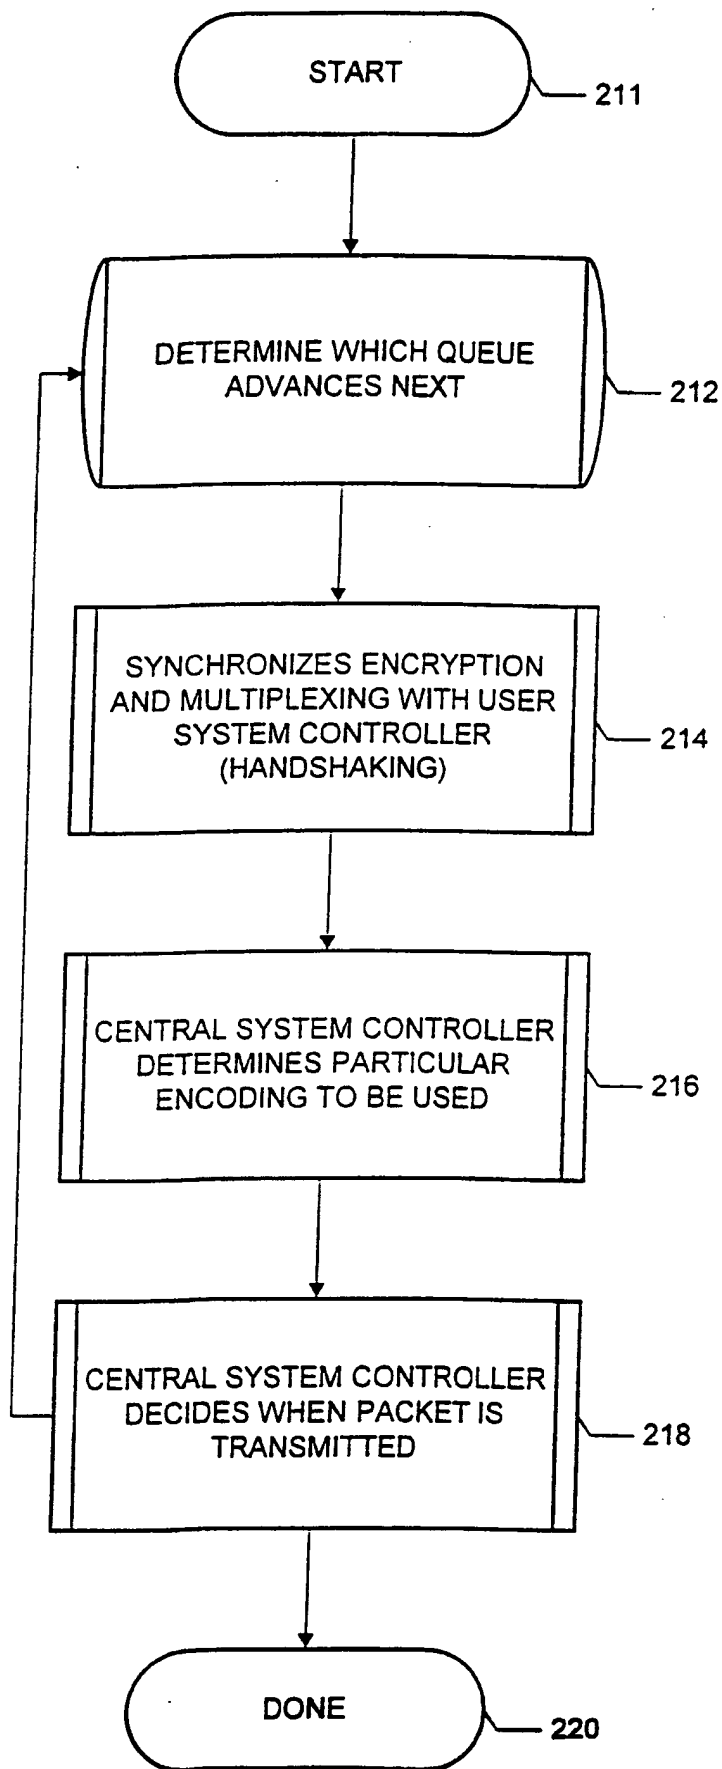 START
211
DETERMINE WHICH QUEUE
ADVANCES NEXT
212
SYNCHRONIZES ENCRYPTION
AND MULTIPLEXING WITH USER
SYSTEM CONTROLLER
(HANDSHAKING)
214
CENTRAL SYSTEM CONTROLLER
DETERMINES PARTICULAR
ENCODING TO BE USED
216
CENTRAL SYSTEM CONTROLLER
DECIDES WHEN PACKET IS
TRANSMITTED
218
DONE
220